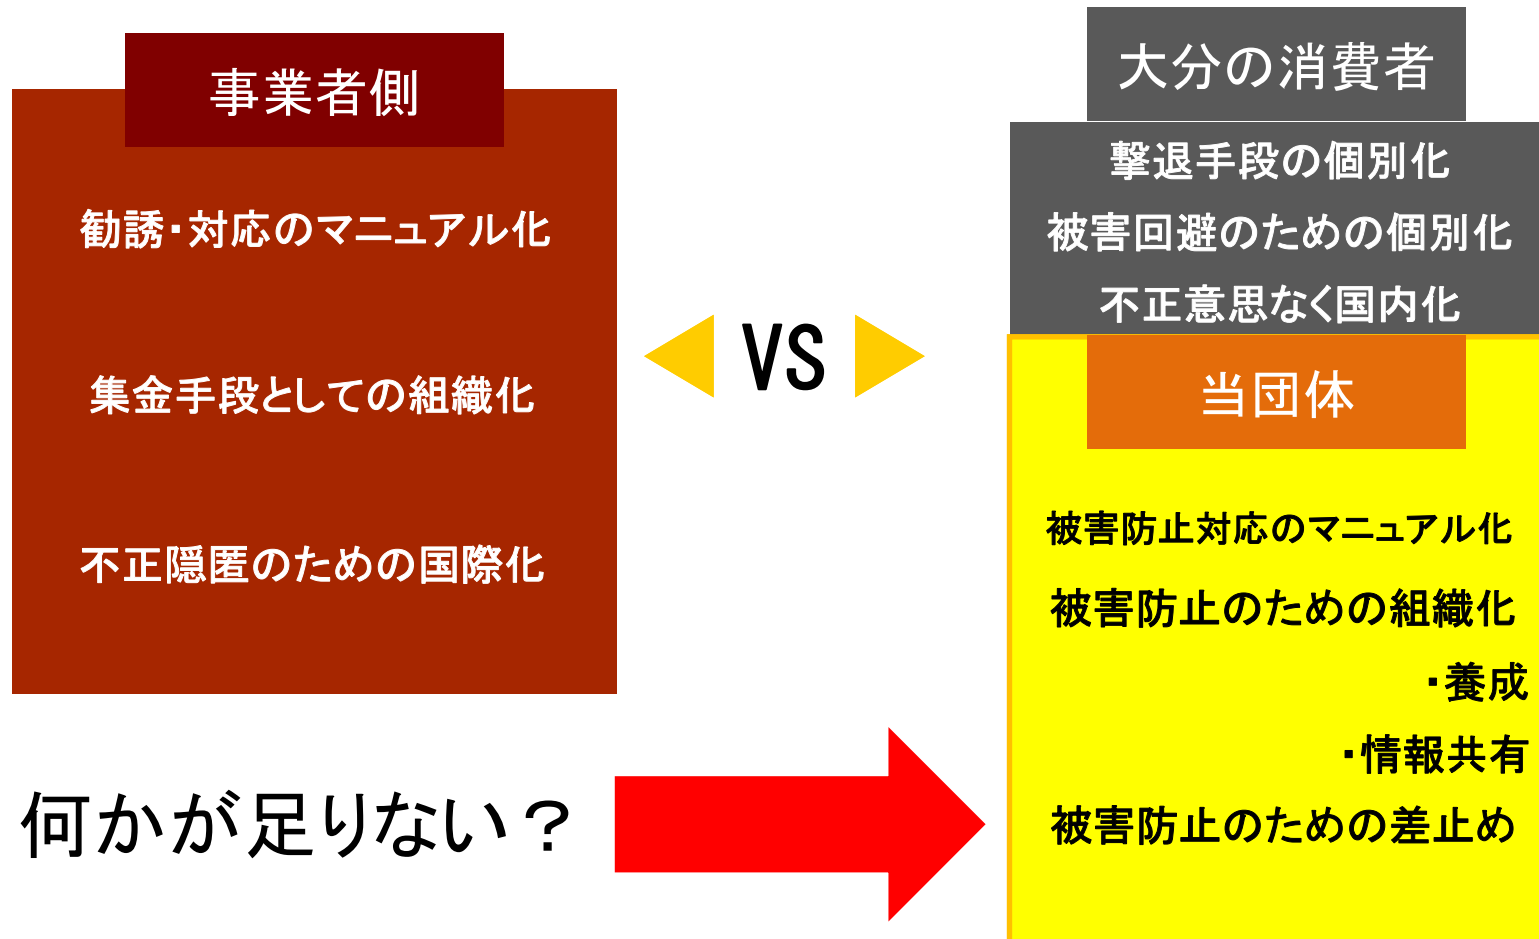 事業者側
勧誘・対応のマニュアル化
集金手段としての組織化
不正隠匿のための国際化
VS
大分の消費者
撃退手段の個別化
被害回避のための個別化
不正意思なく国内化
当団体
被害防止対応のマニュアル化
被害防止のための組織化
・養成
・情報共有
被害防止のための差止め
何かが足りない？